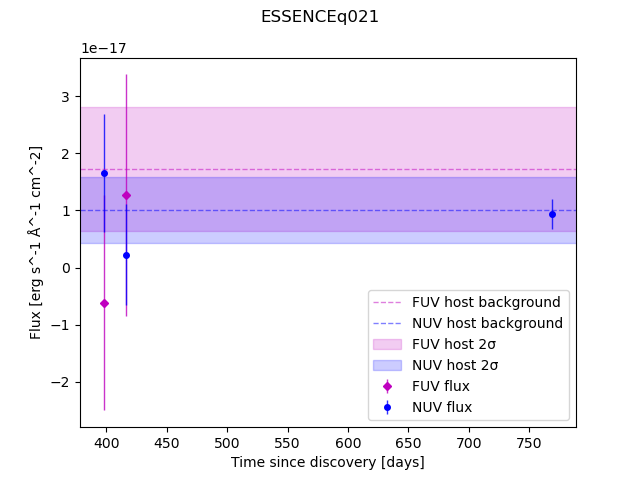 ESSENCEq021
1e−17
3
2
1
0
−1
−2
Flux [erg s^-1 Å^-1 cm^-2]
400
450
500
550
600
650
700
750
Time since discovery [days]
FUV host background
NUV host background
FUV host 2σ
NUV host 2σ
FUV flux
NUV flux